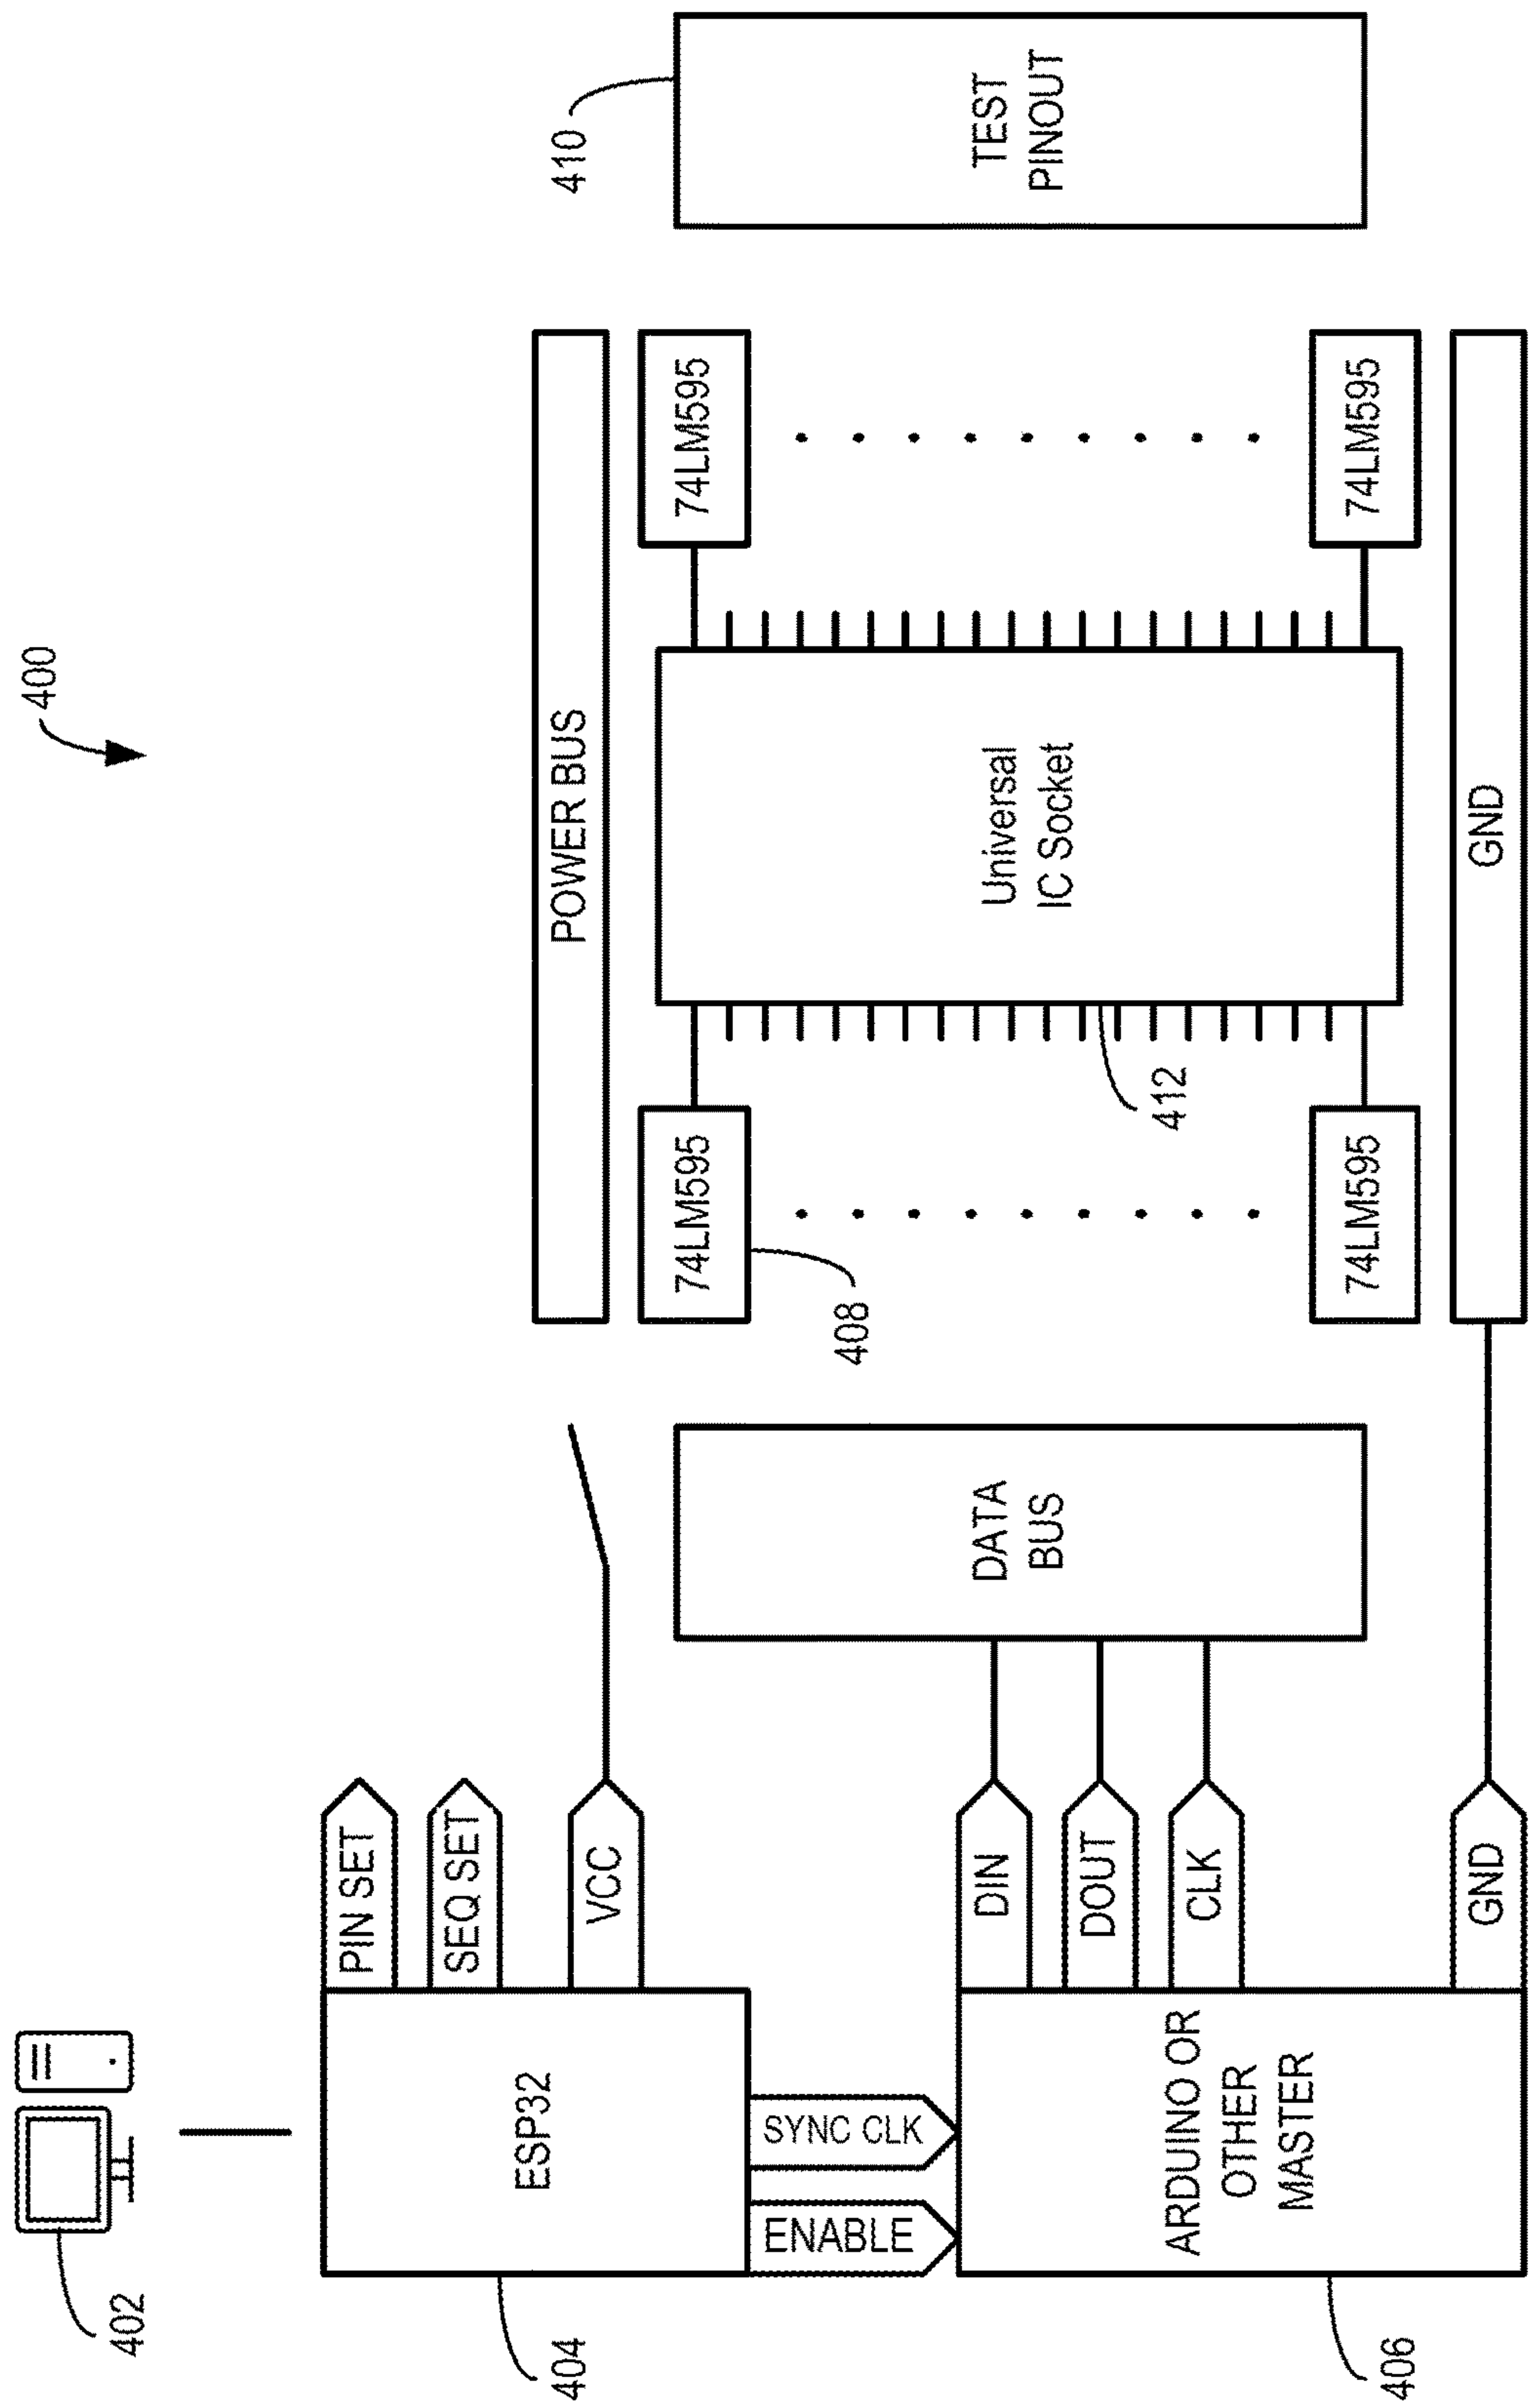 400
402
404
ESP32
PIN SET
SEQ SET
VCC
ENABLE
SYNC CLK
406
ARDUINO OR
OTHER
MASTER
DIN
DOUT
CLK
GND
DATA
BUS
POWER BUS
74LM595
408
74LM595
Universal
IC Socket
412
74LM595
74LM595
GND
410
TEST
PINOUT